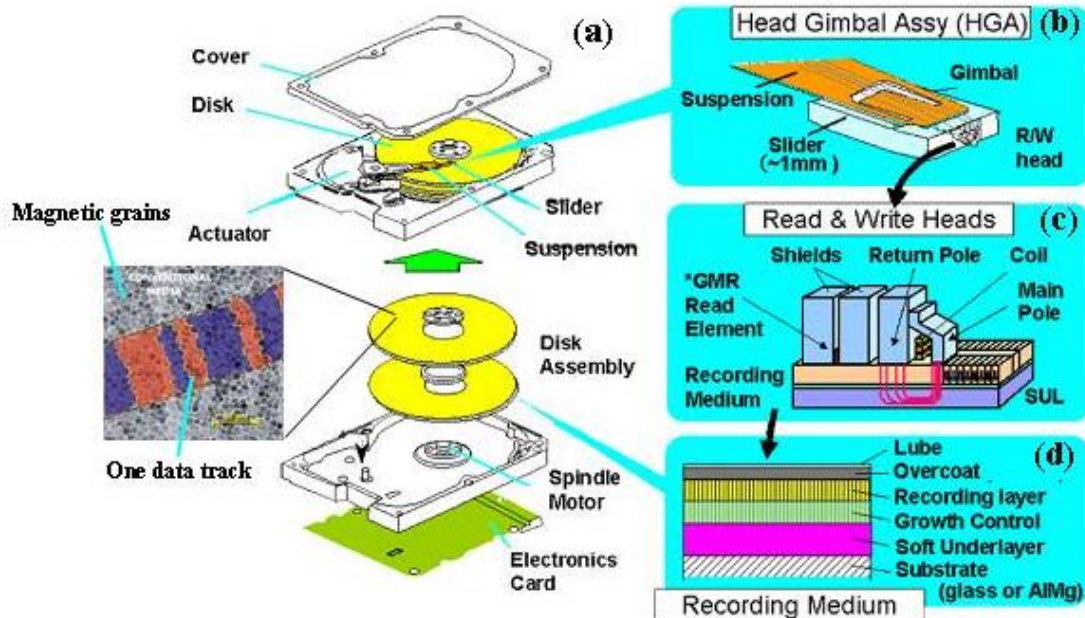 (a)
Cover
Disk
Magnetic grains
Actuator
Slider
Suspension
CONVENTIONAL
MEDIA
Disk
Assembly
One data track
Spindle
Motor
Electronics
Card
Head Gimbal Assy (HGA)
(b)
Suspension
Gimbal
Slider
(~1mm )
R/W
head
Read & Write Heads
(c)
Shields
Return Pole
Coil
*GMR
Read
Element
Main
Pole
Recording
Medium
SUL
(d)
Lube
Overcoat
Recording layer
Growth Control
Soft Underlayer
Substrate
(glass or AlMg)
Recording Medium